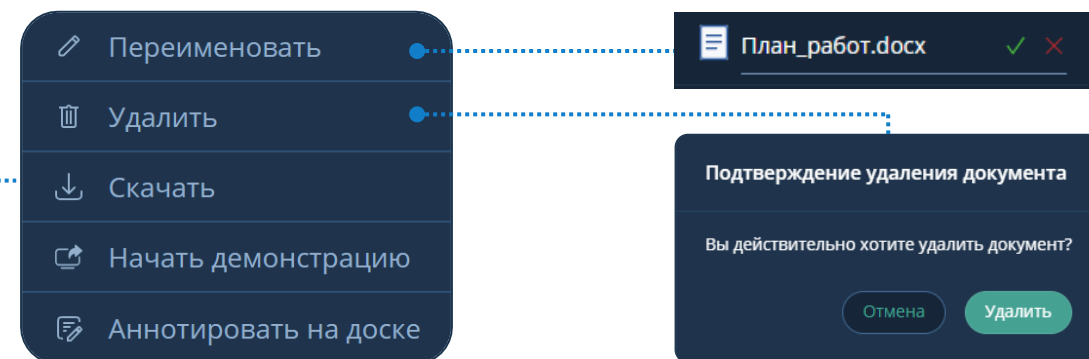 Переименовать
Удалить
Скачать
Начать демонстрацию
Аннотировать на доске
План_работ.docx
Подтверждение удаления документа
Вы действительно хотите удалить документ?
Отмена
Удалить